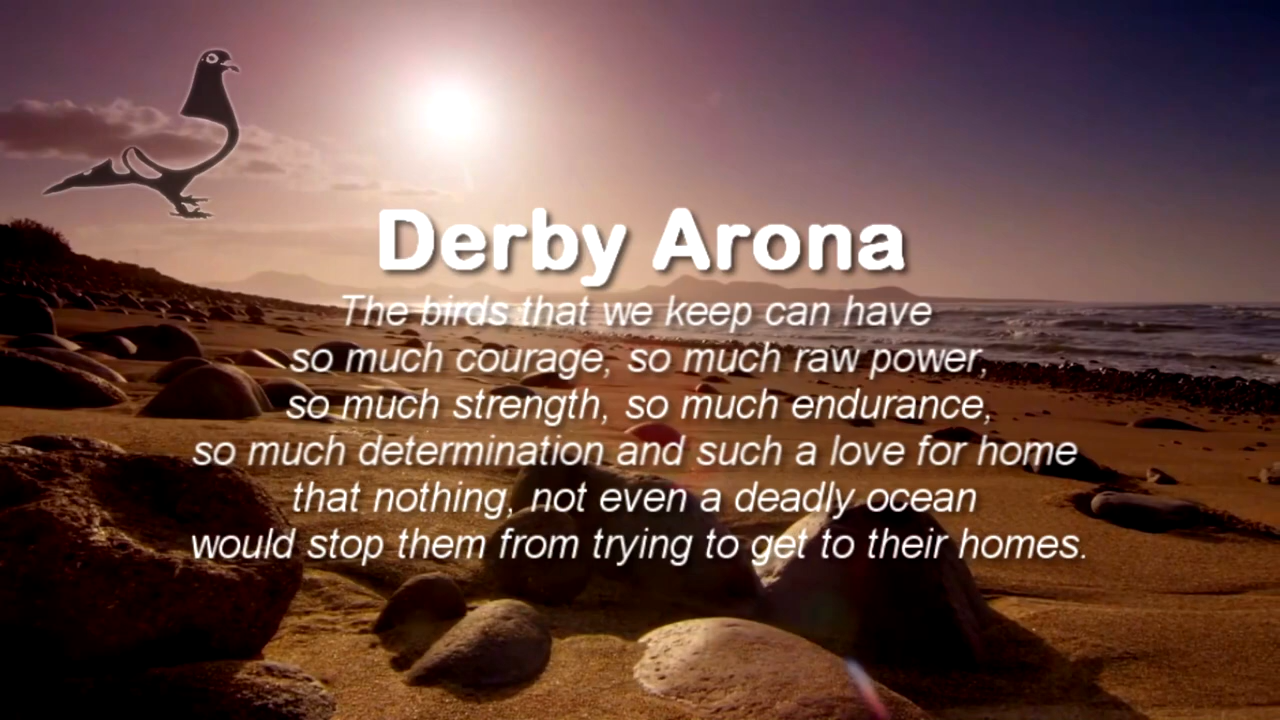 Derby Arona
The birds that we keep can have
so much courage, so much raw power,
so much strength, so much endurance,
so much determination and such a love for home
that nothing, not even a deadly ocean
would stop them from trying to get to their homes.